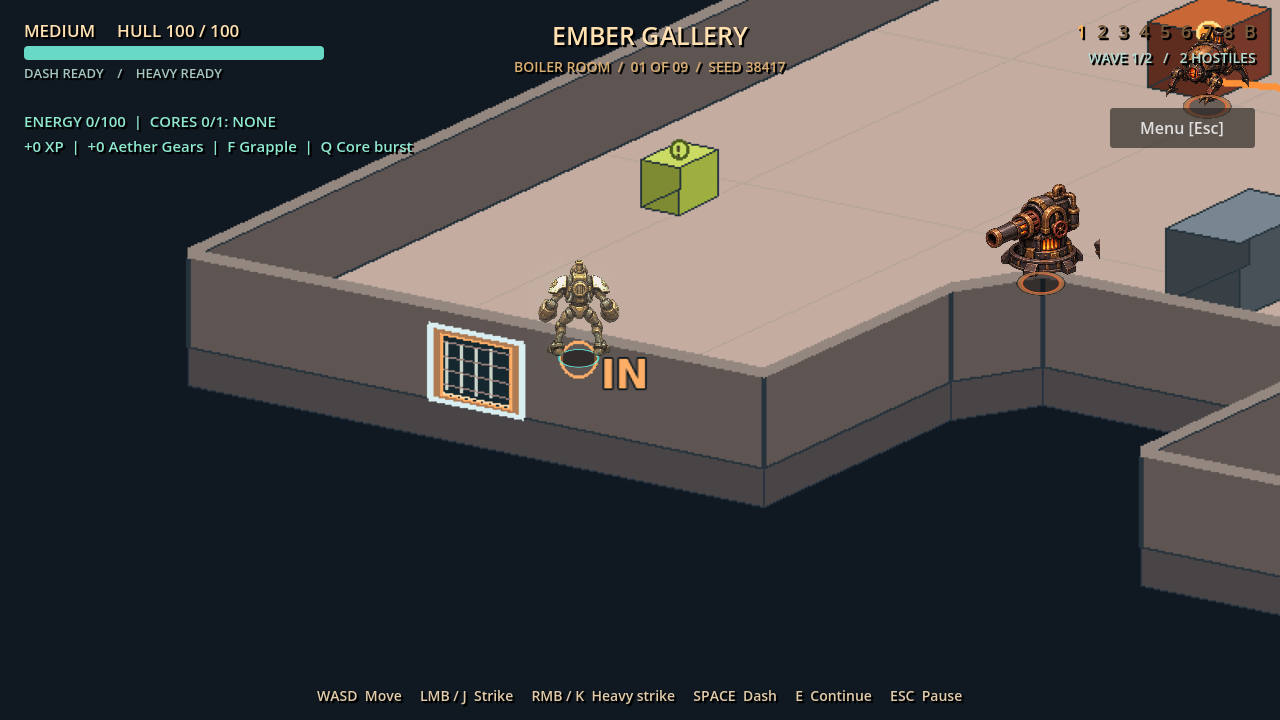 MEDIUM HULL 100 / 100
DASH READY / HEAVY READY
ENERGY 0/100 | CORES 0/1: NONE
+0 XP | +0 Aether Gears | F Grapple | Q Core burst
EMBER GALLERY
BOILER ROOM / 01 OF 09 / SEED 38417
1 2 3 4 5 6 7 8 B
WAVE 1/2 / 2 HOSTILES
Menu [Esc]
IN
WASD Move LMB / J Strike RMB / K Heavy strike SPACE Dash E Continue ESC Pause